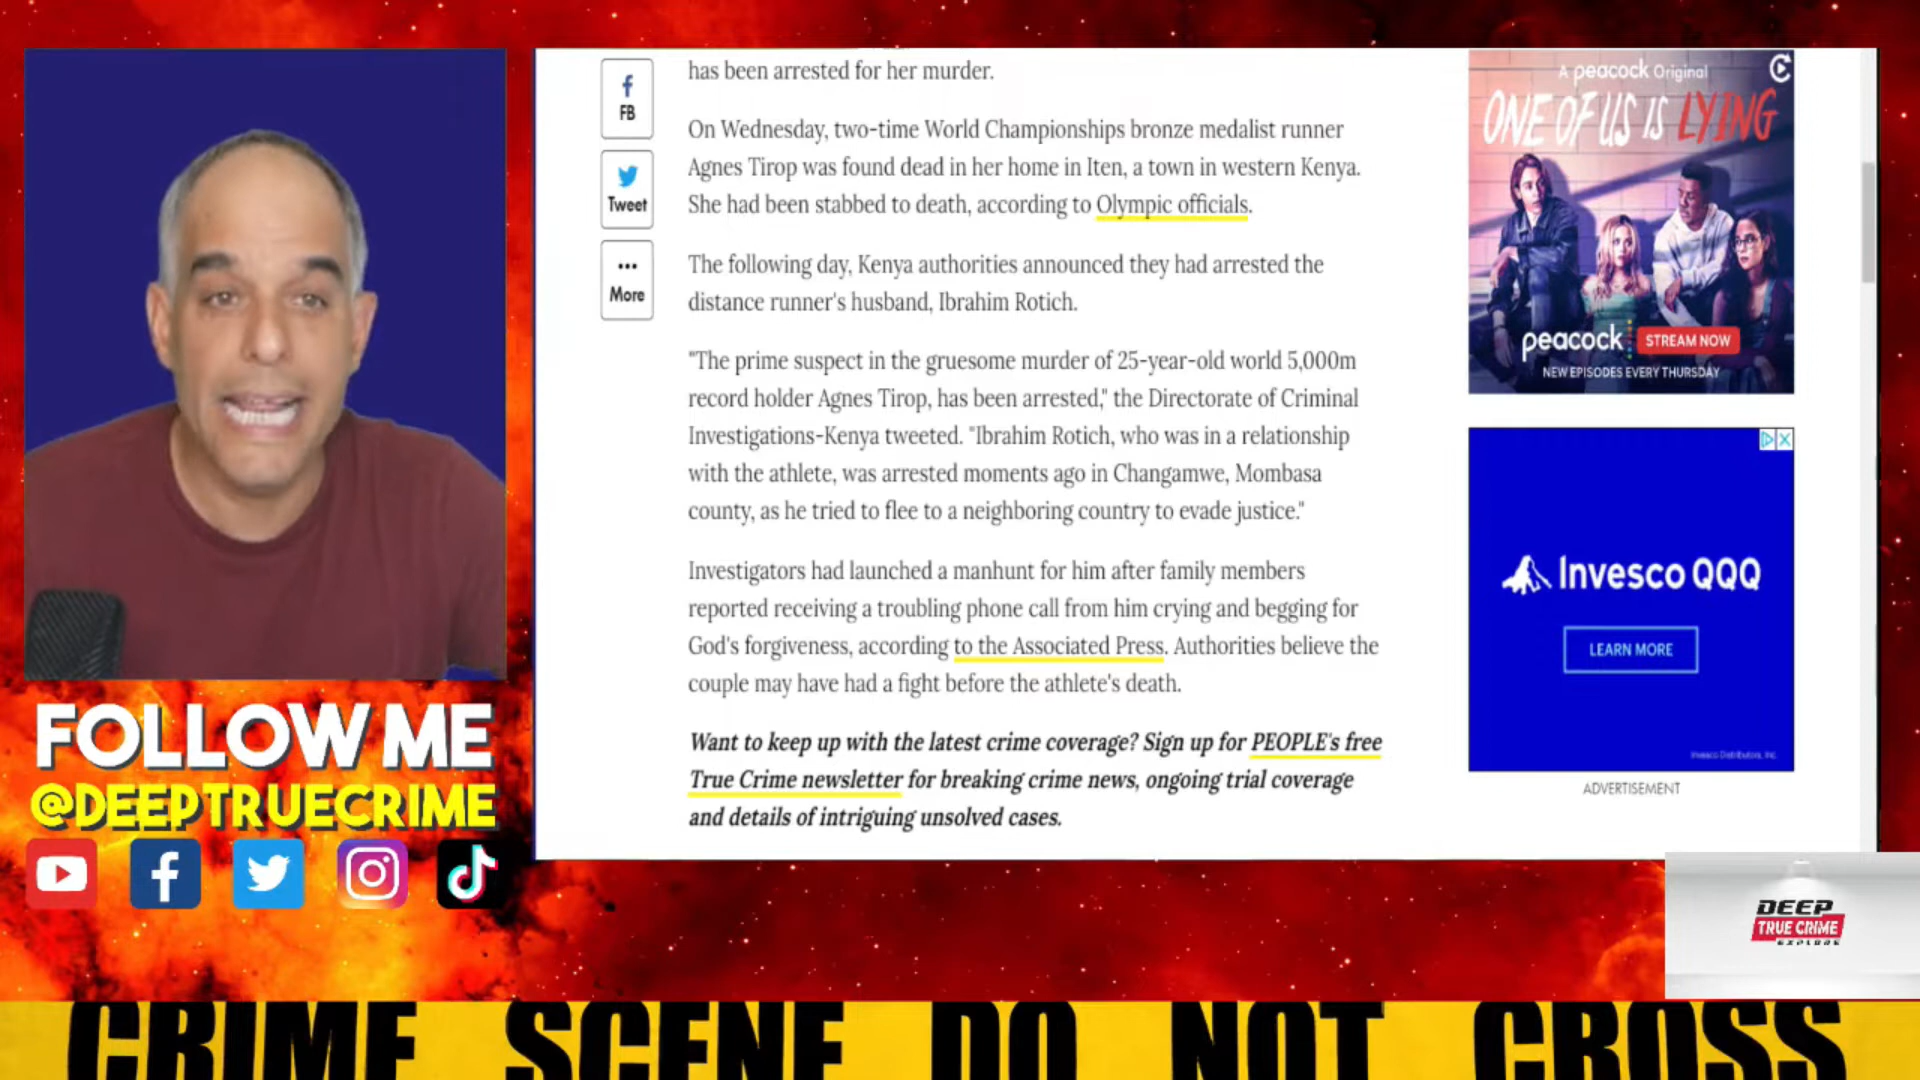 has been arrested for her murder.
On Wednesday, two-time World Championships bronze medalist runner
Agnes Tirop was found dead in her home in Iten, a town in western Kenya.
She had been stabbed to death, according to Olympic officials.
The following day, Kenya authorities announced they had arrested the
distance runner's husband, Ibrahim Rotich.
"The prime suspect in the gruesome murder of 25-year-old world 5,000m
record holder Agnes Tirop, has been arrested," the Directorate of Criminal
Investigations-Kenya tweeted. "Ibrahim Rotich, who was in a relationship
with the athlete, was arrested moments ago in Changamwe, Mombasa
county, as he tried to flee to a neighboring country to evade justice."
Investigators had launched a manhunt for him after family members
reported receiving a troubling phone call from him crying and begging for
God's forgiveness, according to the Associated Press. Authorities believe the
couple may have had a fight before the athlete's death.
Want to keep up with the latest crime coverage? Sign up for PEOPLE's free
True Crime newsletter for breaking crime news, ongoing trial coverage
and details of intriguing unsolved cases.
FB
Tweet
More
A peacock Original
ONE OF US IS LYING
peacock
STREAM NOW
NEW EPISODES EVERY THURSDAY
Invesco QQQ
LEARN MORE
Invesco Distributors, Inc.
ADVERTISEMENT
FOLLOW ME
@DEEPTRUECRIME
DEEP
TRUE CRIME
EXPLORE
CRIME SCENE DO NOT CROSS